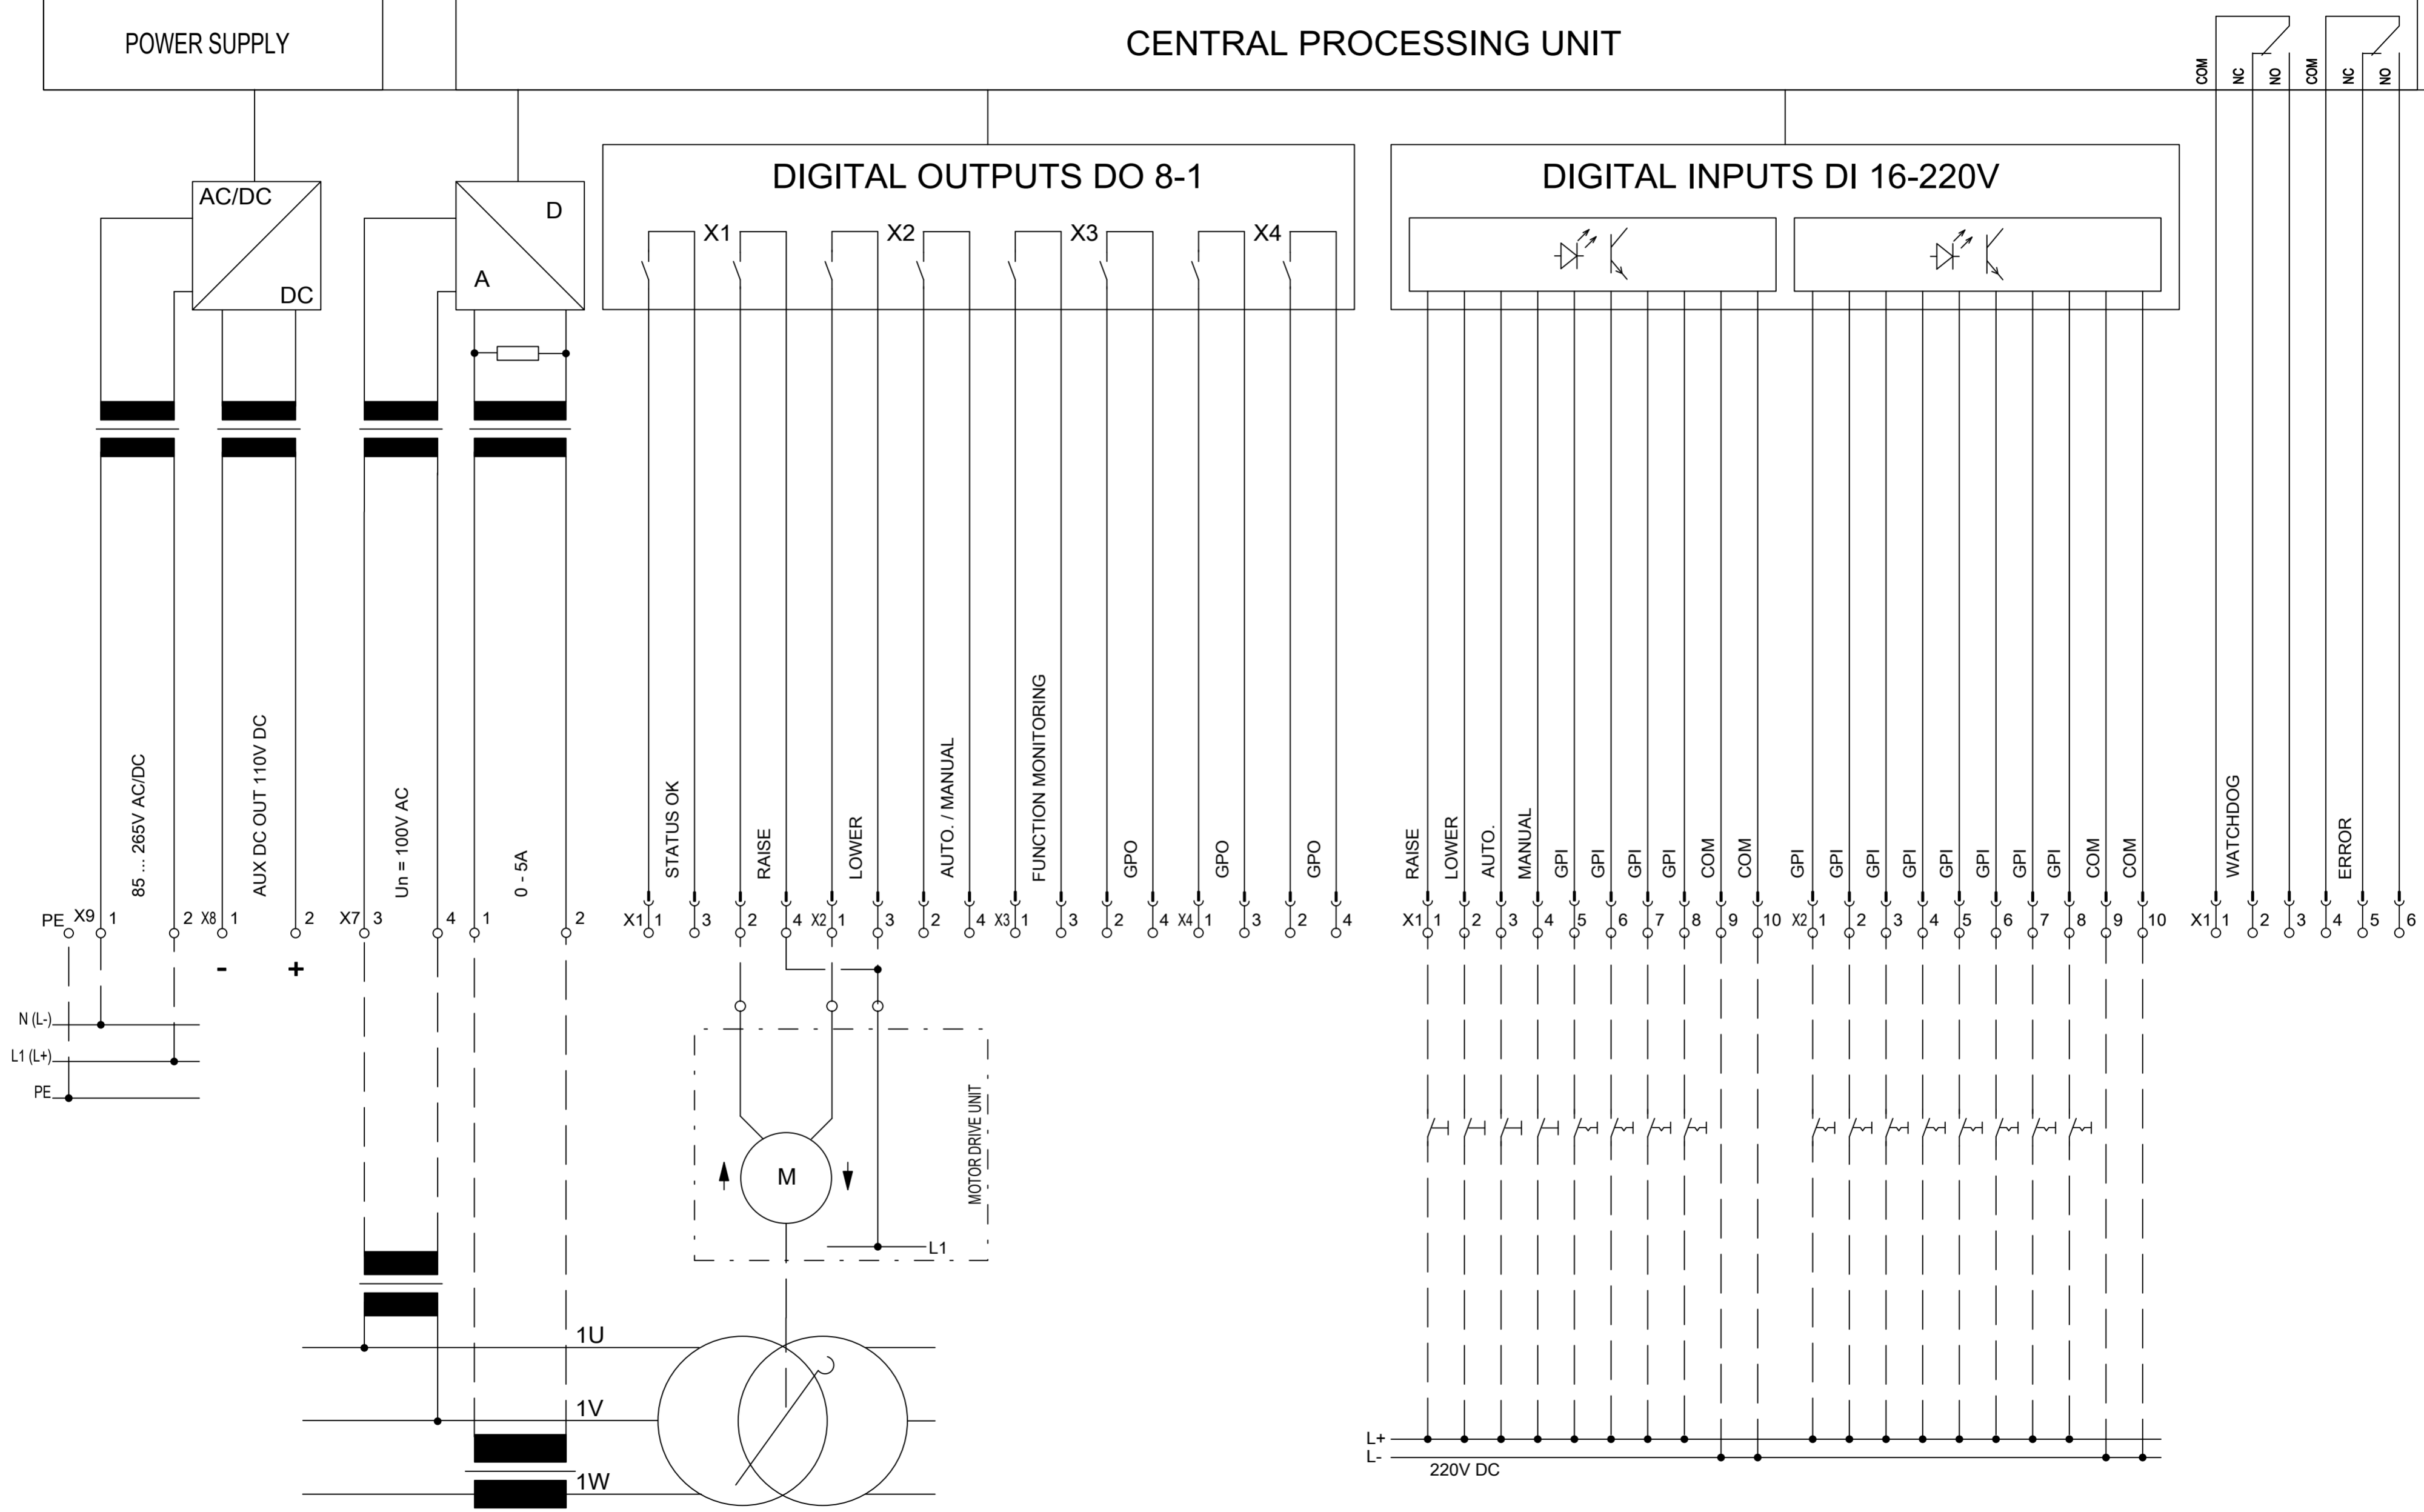 POWER SUPPLY
CENTRAL PROCESSING UNIT
COM
NC
NO
COM
NC
NO
AC/DC
DC
D
A
DIGITAL OUTPUTS DO 8-1
X1
X2
X3
X4
DIGITAL INPUTS DI 16-220V
85 ... 265V AC/DC
AUX DC OUT 110V DC
Un = 100V AC
0 - 5A
STATUS OK
RAISE
LOWER
AUTO. / MANUAL
FUNCTION MONITORING
GPO
GPO
GPO
RAISE
LOWER
AUTO.
MANUAL
GPI
GPI
GPI
GPI
COM
COM
GPI
GPI
GPI
GPI
GPI
GPI
GPI
GPI
COM
COM
WATCHDOG
ERROR
PE X9 1 2 X8 1 2 X7 3 4 1 2
X1 1 3 2 4 X2 1 3 2 4 X3 1 3 2 4 X4 1 3 2 4
X1 1 2 3 4 5 6 7 8 9 10 X2 1 2 3 4 5 6 7 8 9 10
X1 1 2 3 4 5 6
- +
N (L-)
L1 (L+)
PE
MOTOR DRIVE UNIT
M
L1
1U
1V
1W
L+
L-
220V DC